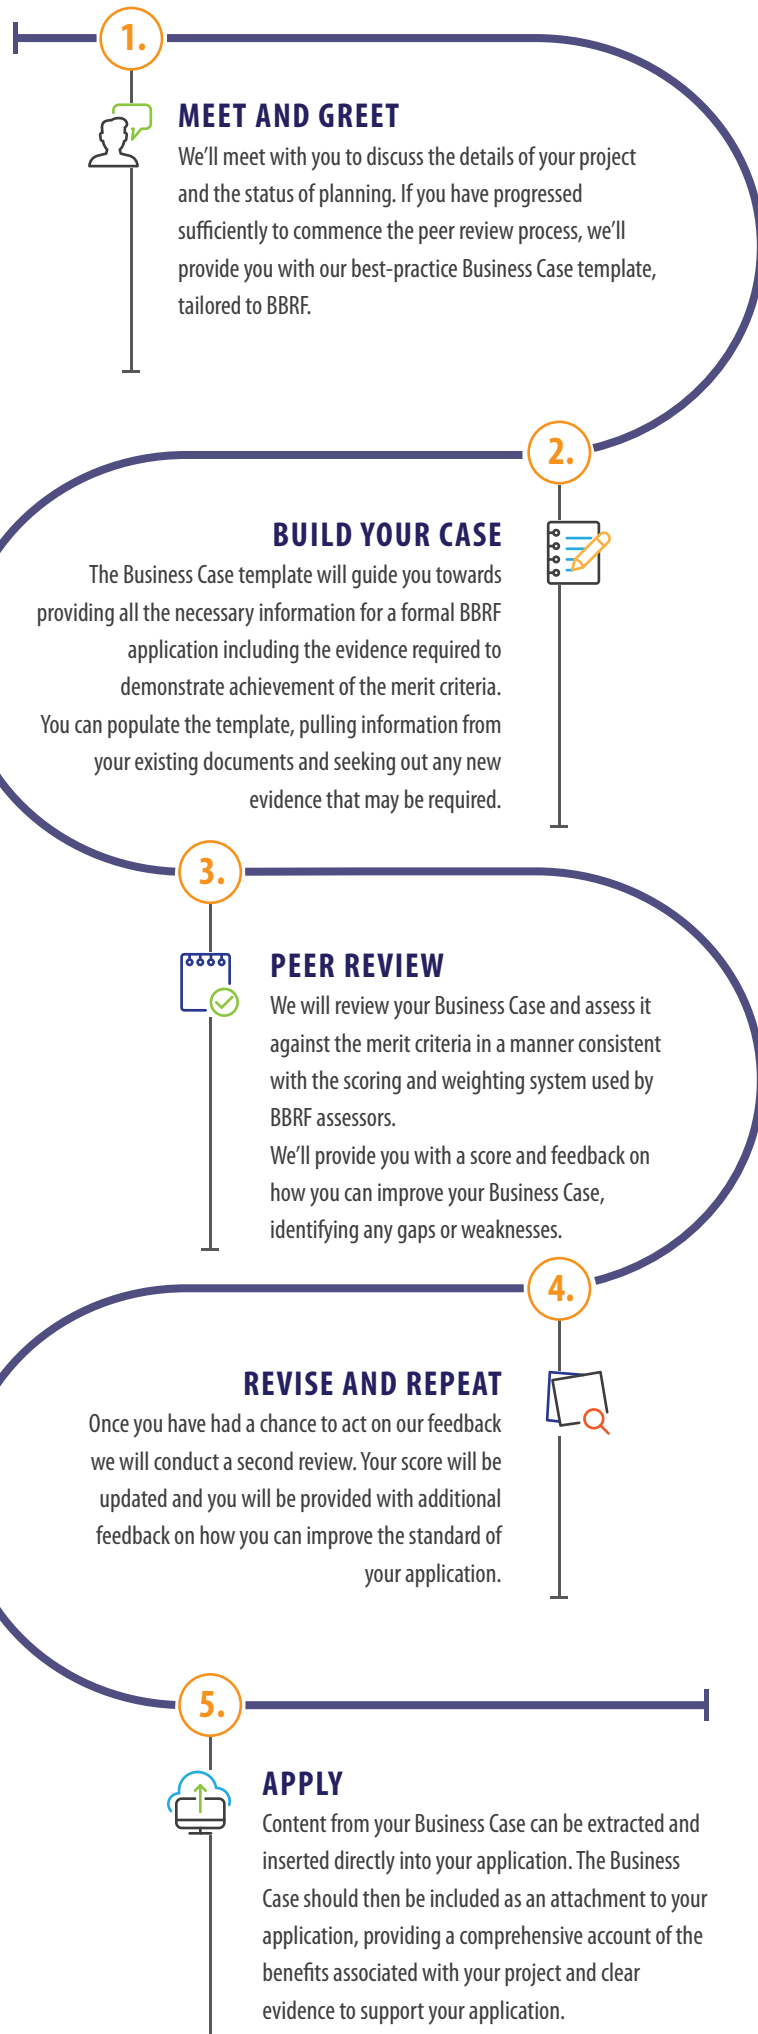 1.
MEET AND GREET
We’ll meet with you to discuss the details of your project
and the status of planning. If you have progressed
sufficiently to commence the peer review process, we’ll
provide you with our best-practice Business Case template,
tailored to BBRF.
2.
BUILD YOUR CASE
The Business Case template will guide you towards
providing all the necessary information for a formal BBRF
application including the evidence required to
demonstrate achievement of the merit criteria.
You can populate the template, pulling information from
your existing documents and seeking out any new
evidence that may be required.
3.
PEER REVIEW
We will review your Business Case and assess it
against the merit criteria in a manner consistent
with the scoring and weighting system used by
BBRF assessors.
We’ll provide you with a score and feedback on
how you can improve your Business Case,
identifying any gaps or weaknesses.
4.
REVISE AND REPEAT
Once you have had a chance to act on our feedback
we will conduct a second review. Your score will be
updated and you will be provided with additional
feedback on how you can improve the standard of
your application.
5.
APPLY
Content from your Business Case can be extracted and
inserted directly into your application. The Business
Case should then be included as an attachment to your
application, providing a comprehensive account of the
benefits associated with your project and clear
evidence to support your application.